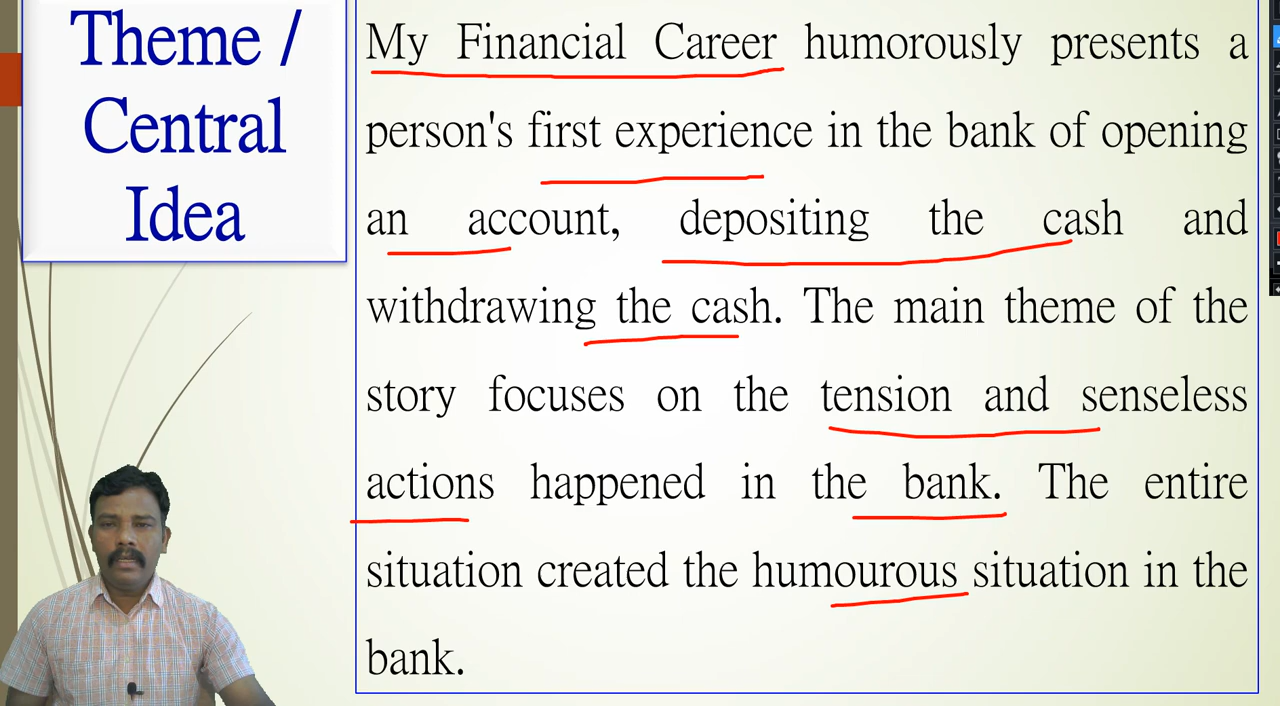 Theme /
Central
Idea
My Financial Career humorously presents a
person's first experience in the bank of opening
an account, depositing the cash and
withdrawing the cash. The main theme of the
story focuses on the tension and senseless
actions happened in the bank. The entire
situation created the humourous situation in the
bank.